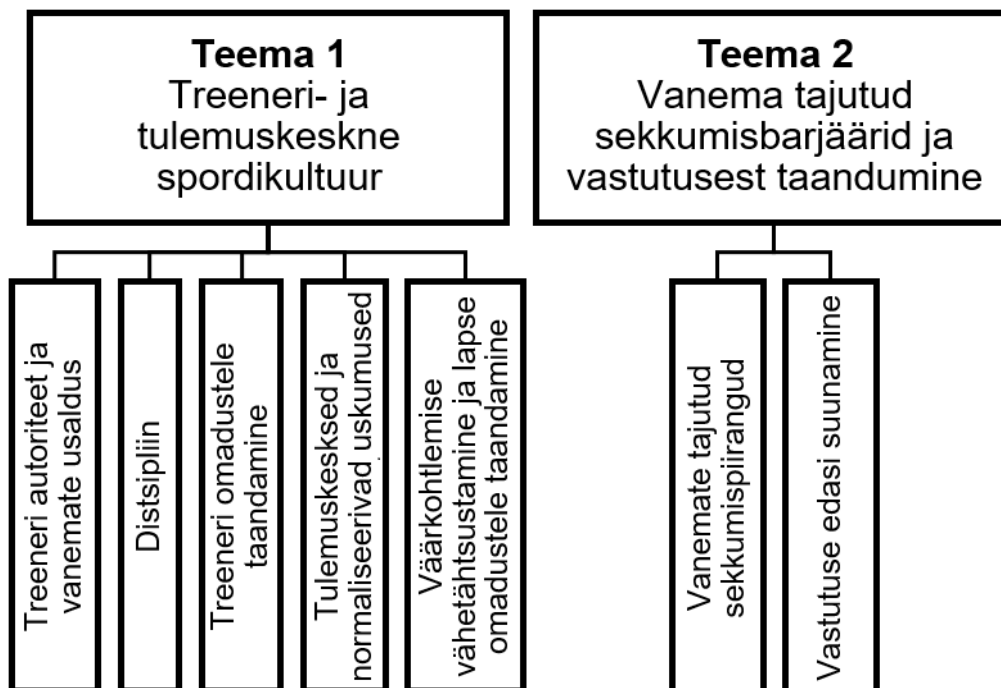 Teema 1
Treeneri- ja
tulemuskeskne
spordikultuur
Teema 2
Vanema tajutud
sekkumisbarjäärid ja
vastutusest taandumine
Treeneri autoriteet ja
vanemate usaldus
Distsipliin
Treeneri omadustele
taandamine
Tulemuskesksed ja
normaliseerivad uskumused
Väärkohtlemise
vähetähtsustamine ja lapse
omadustele taandamine
Vanemate tajutud
sekkumispiirangud
Vastutuse edasi suunamine